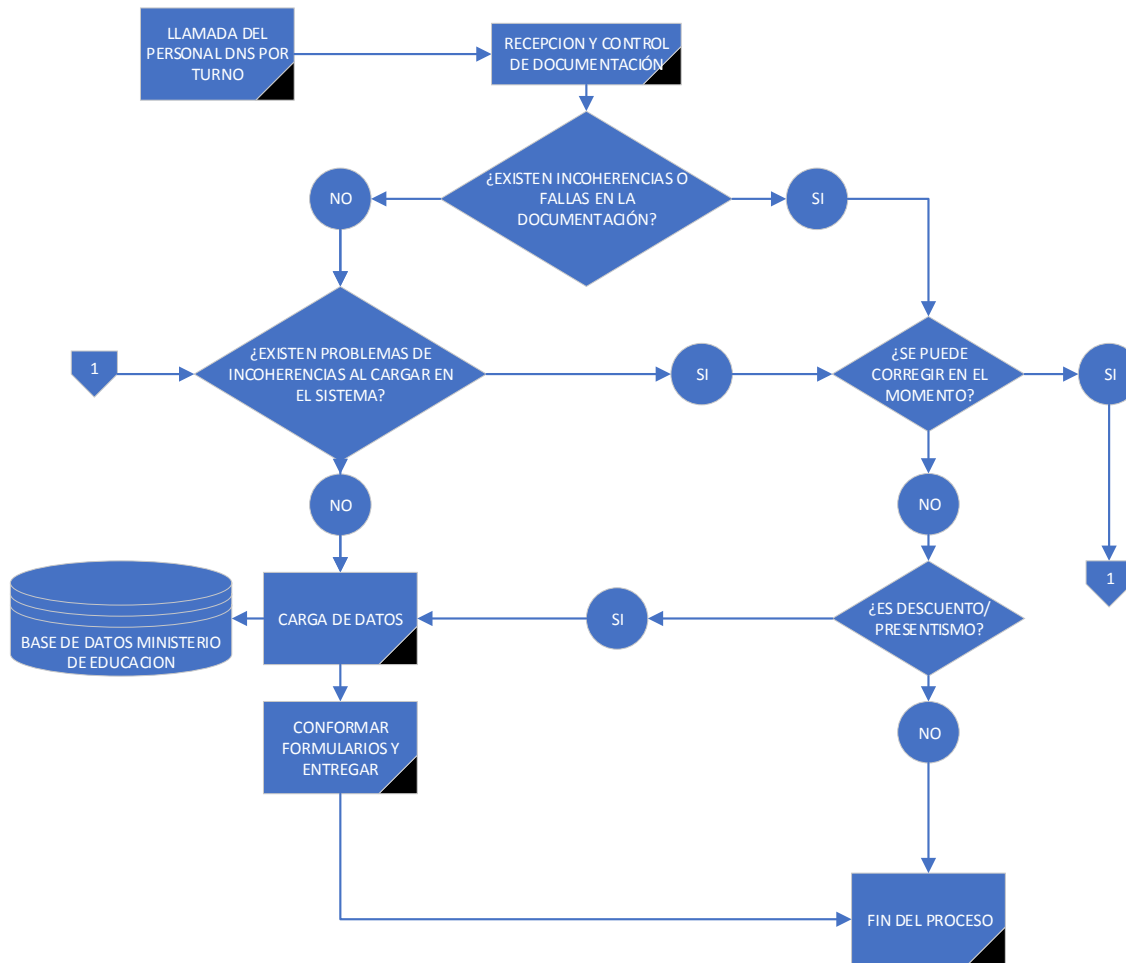 LLAMADA DEL
PERSONAL DNS POR
TURNO
RECEPCION Y CONTROL
DE DOCUMENTACIÓN
¿EXISTEN INCOHERENCIAS O
FALLAS EN LA
DOCUMENTACIÓN?
NO
SI
1
¿EXISTEN PROBLEMAS DE
INCOHERENCIAS AL CARGAR EN
EL SISTEMA?
SI
¿SE PUEDE
CORREGIR EN EL
MOMENTO?
SI
NO
NO
1
BASE DE DATOS MINISTERIO
DE EDUCACION
CARGA DE DATOS
SI
¿ES DESCUENTO/
PRESENTISMO?
CONFORMAR
FORMULARIOS Y
ENTREGAR
NO
FIN DEL PROCESO